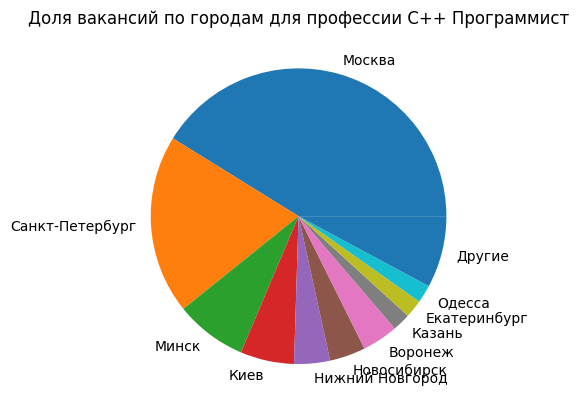 Доля вакансий по городам для профессии C++ Программист
Москва
Санкт-Петербург
Минск
Киев
Нижний Новгород
Новосибирск
Воронеж
Казань
Екатеринбург
Одесса
Другие